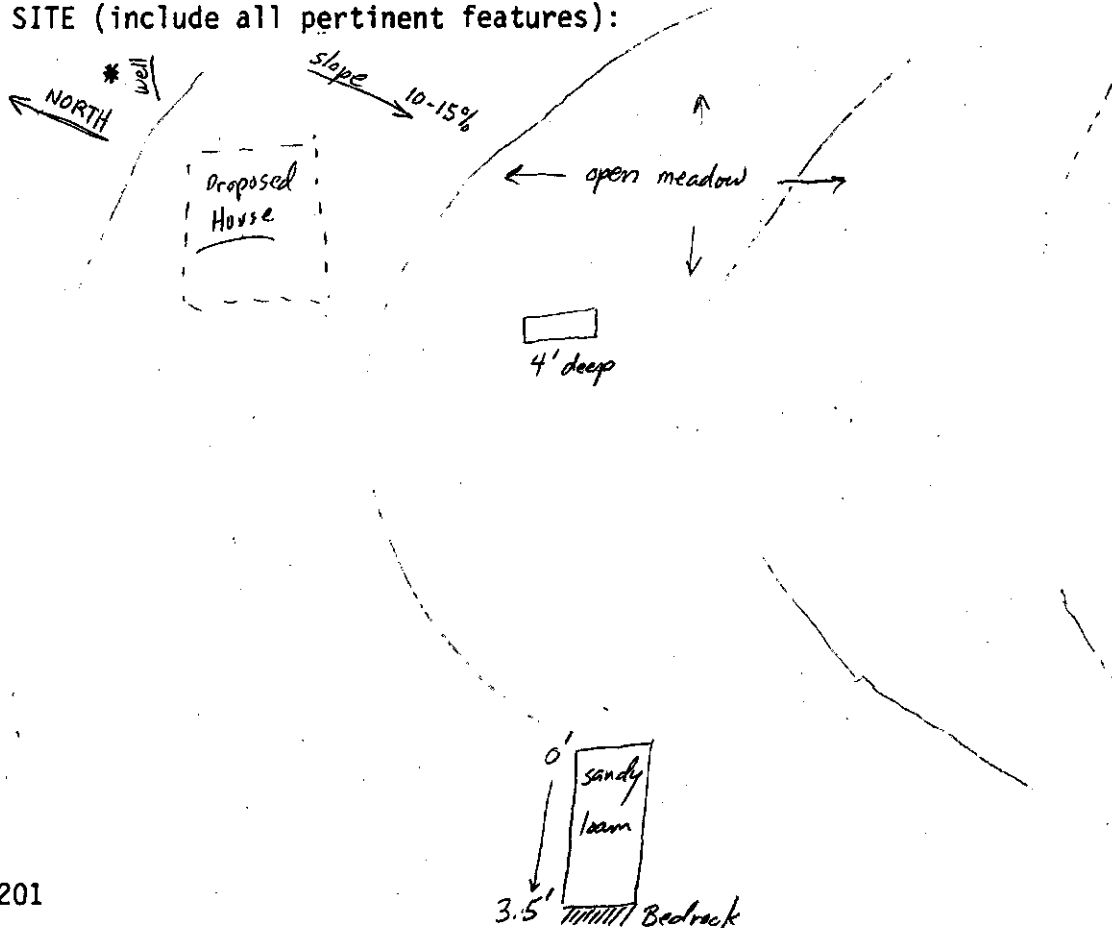 SITE (include all pertinent features):
* well
NORTH
slope
10-15%
Proposed
House
open meadow
4' deep
0'
sandy
loam
3.5'
Bedrock
201